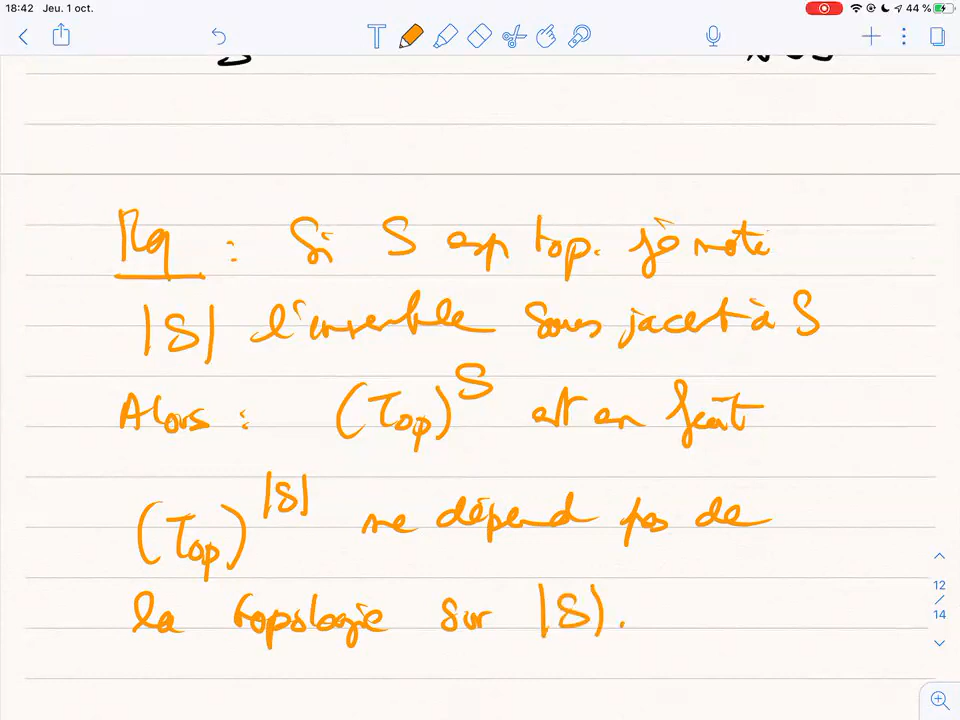 18:42 Jeu. 1 oct. 44 %
Rq : Si S esp top. je note
|S| l'ensemble sous jacent à S
Alors : (Top)^S est en fait
(Top)^|S| ne dépend pas de
la topologie sur |S|.
12
/
14